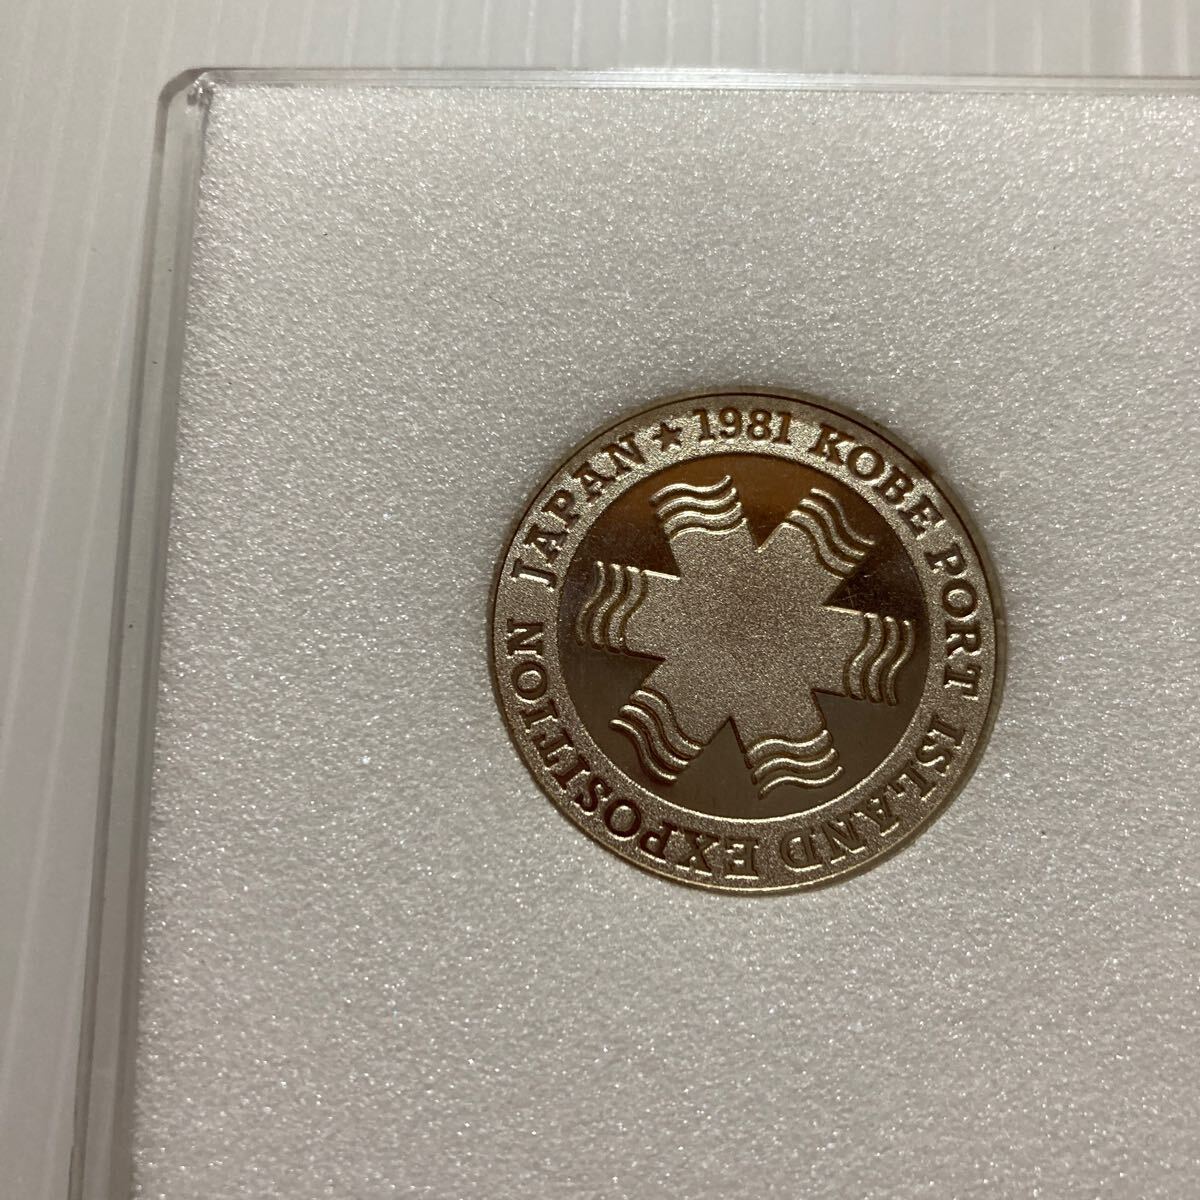 ★ 1981 KOBE PORT ISLAND EXPOSITION JAPAN